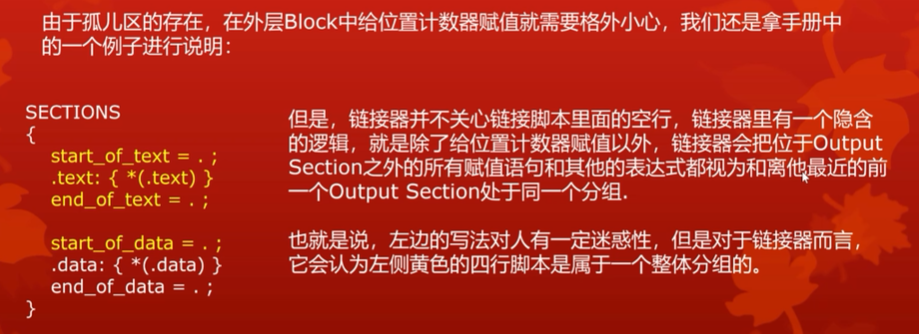 由于孤儿区的存在，在外层Block中给位置计数器赋值就需要格外小心，我们还是拿手册中
的一个例子进行说明：
SECTIONS
{
start_of_text = . ;
.text: { *(.text) }
end_of_text = . ;
start_of_data = . ;
.data: { *(.data) }
end_of_data = . ;
}
但是，链接器并不关心链接脚本里面的空行，链接器里有一个隐含
的逻辑，就是除了给位置计数器赋值以外，链接器会把位于Output
Section之外的所有赋值语句和其他的表达式都视为和离他最近的前
一个Output Section处于同一个分组.
也就是说，左边的写法对人有一定迷惑性，但是对于链接器而言，
它会认为左侧黄色的四行脚本是属于一个整体分组的。